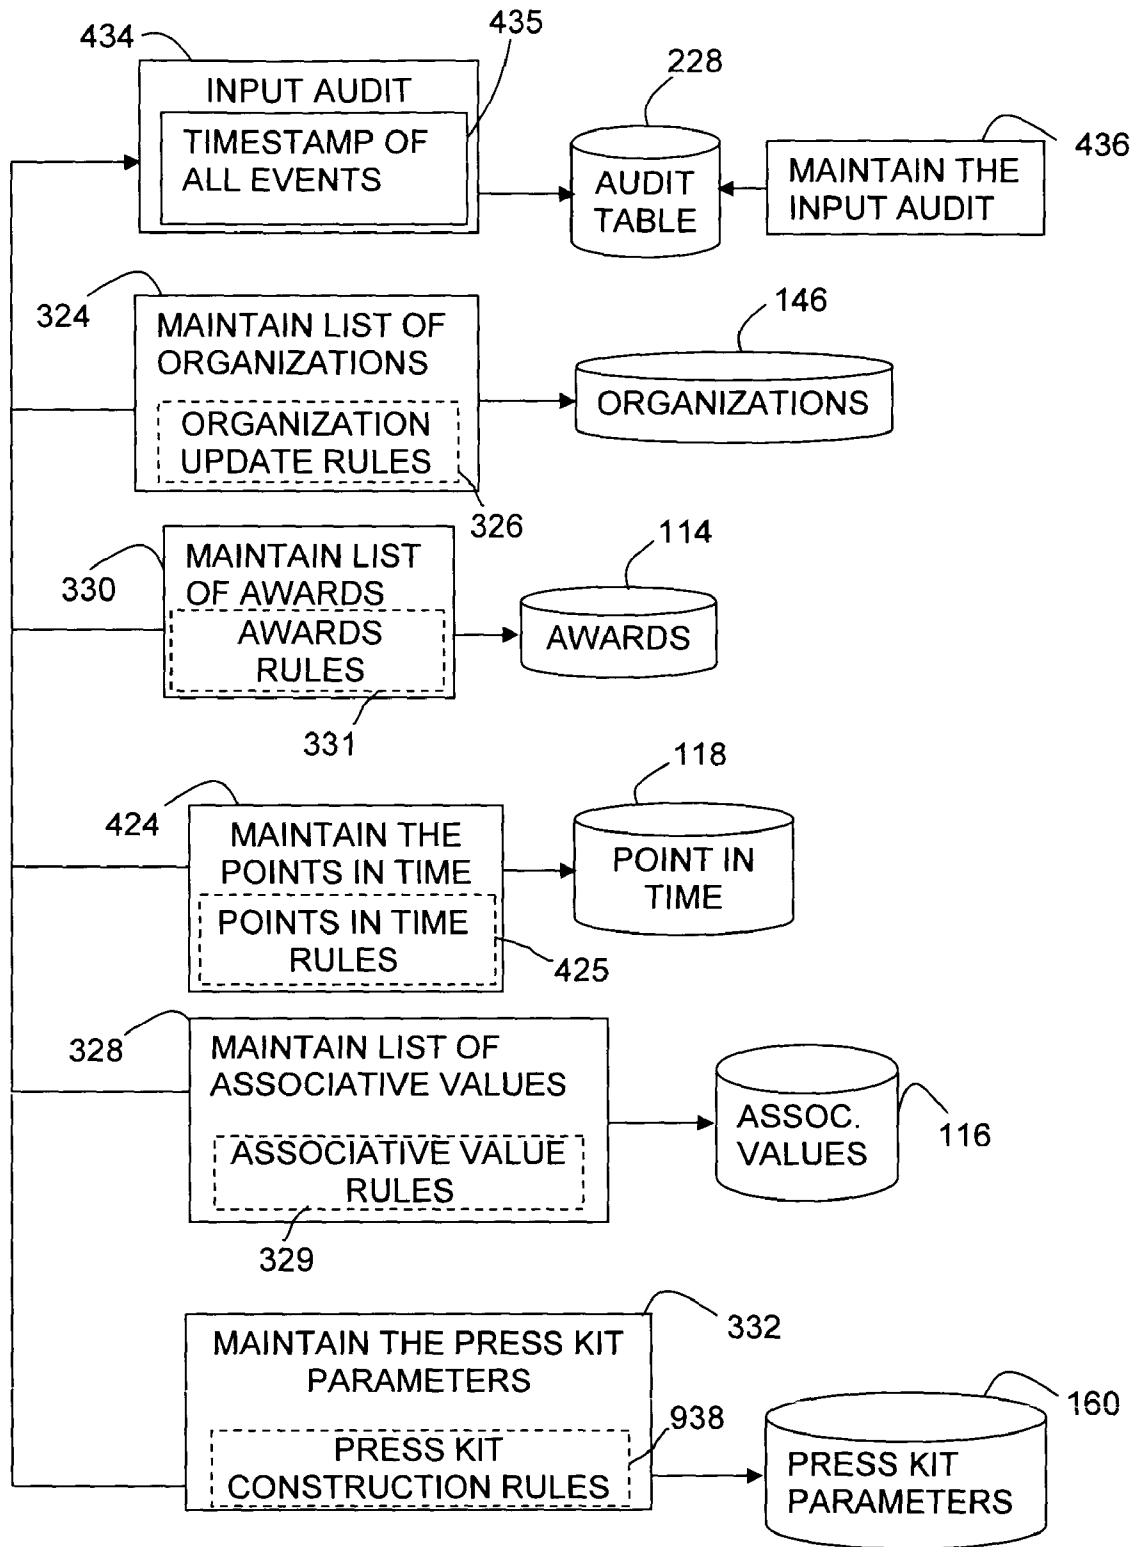 434
435
INPUT AUDIT
TIMESTAMP OF
ALL EVENTS
228
AUDIT
TABLE
436
MAINTAIN THE
INPUT AUDIT
324
MAINTAIN LIST OF
ORGANIZATIONS
ORGANIZATION
UPDATE RULES
326
146
ORGANIZATIONS
330
MAINTAIN LIST
OF AWARDS
AWARDS
RULES
331
114
AWARDS
424
MAINTAIN THE
POINTS IN TIME
POINTS IN TIME
RULES
425
118
POINT IN
TIME
328
MAINTAIN LIST OF
ASSOCIATIVE VALUES
ASSOCIATIVE VALUE
RULES
329
ASSOC.
VALUES
116
332
MAINTAIN THE PRESS KIT
PARAMETERS
938
PRESS KIT
CONSTRUCTION RULES
160
PRESS KIT
PARAMETERS